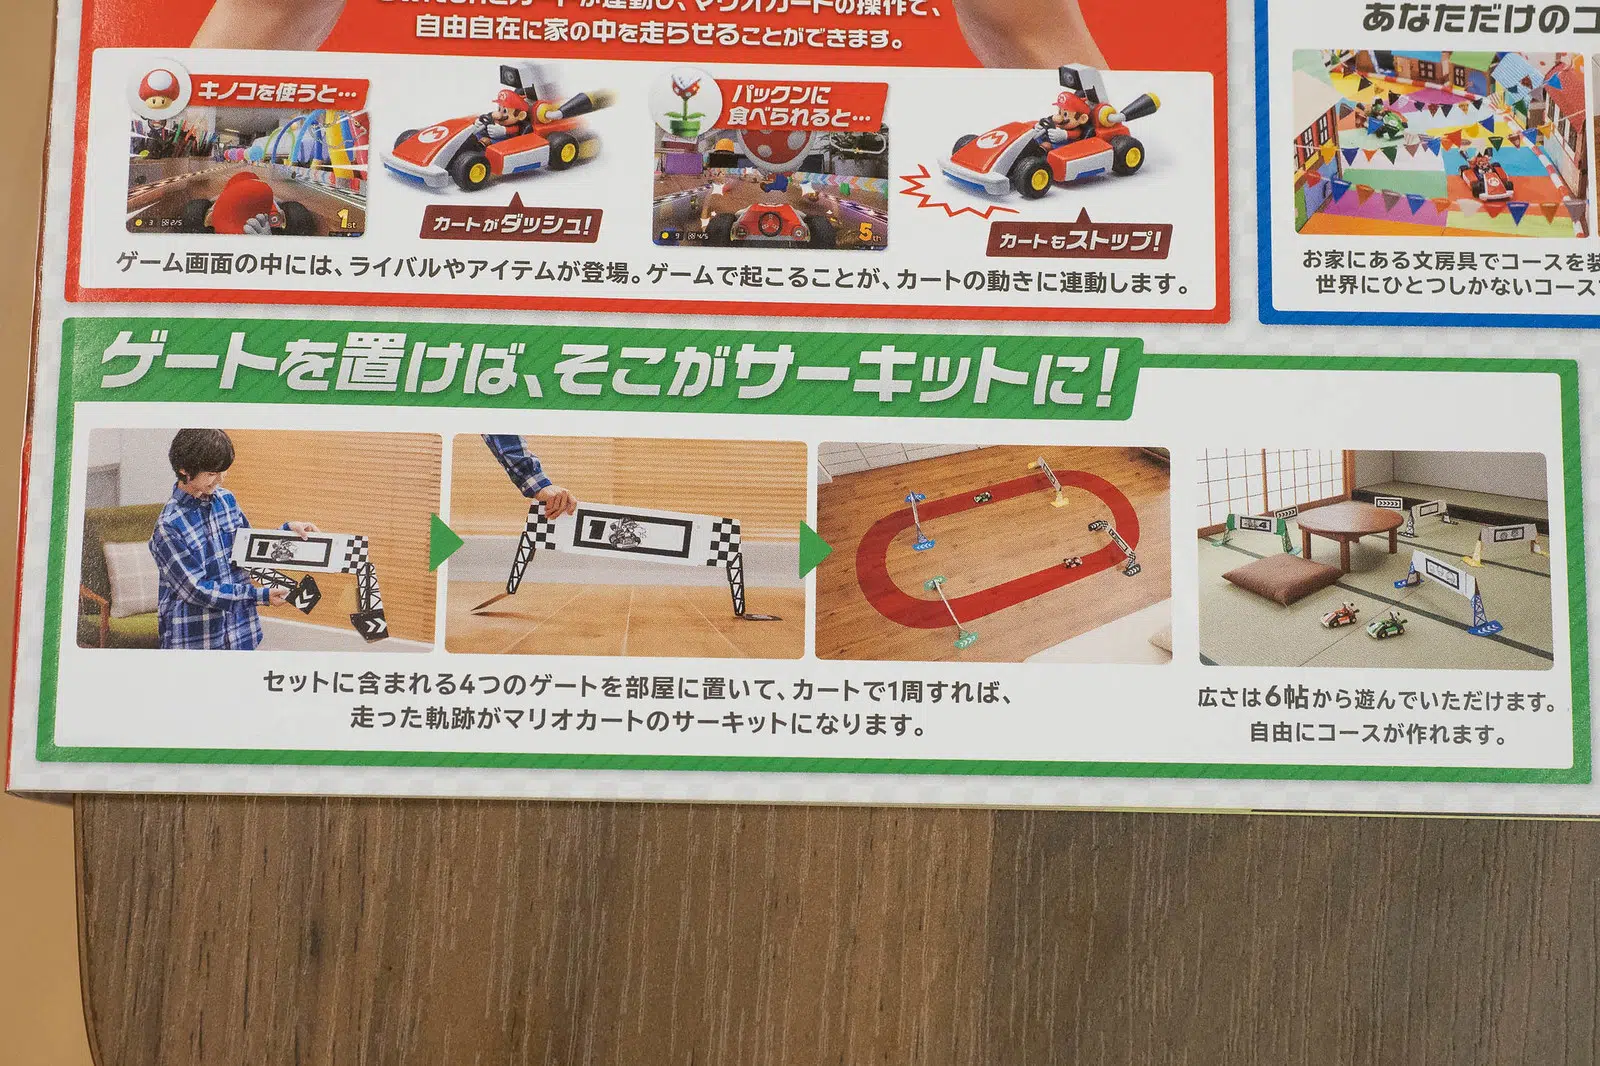 自由自在に家の中を走らせることができます。
キノコを使うと…
カートがダッシュ!
パックンに
食べられると…
カートもストップ!
ゲーム画面の中には、ライバルやアイテムが登場。ゲームで起こることが、カートの動きに連動します。
あなただけのコ
お家にある文房具でコースを装
世界にひとつしかないコース
ゲートを置けば、そこがサーキットに!
セットに含まれる4つのゲートを部屋に置いて、カートで1周すれば、
走った軌跡がマリオカートのサーキットになります。
広さは6帖から遊んでいただけます。
自由にコースが作れます。
1st
5th
1
1